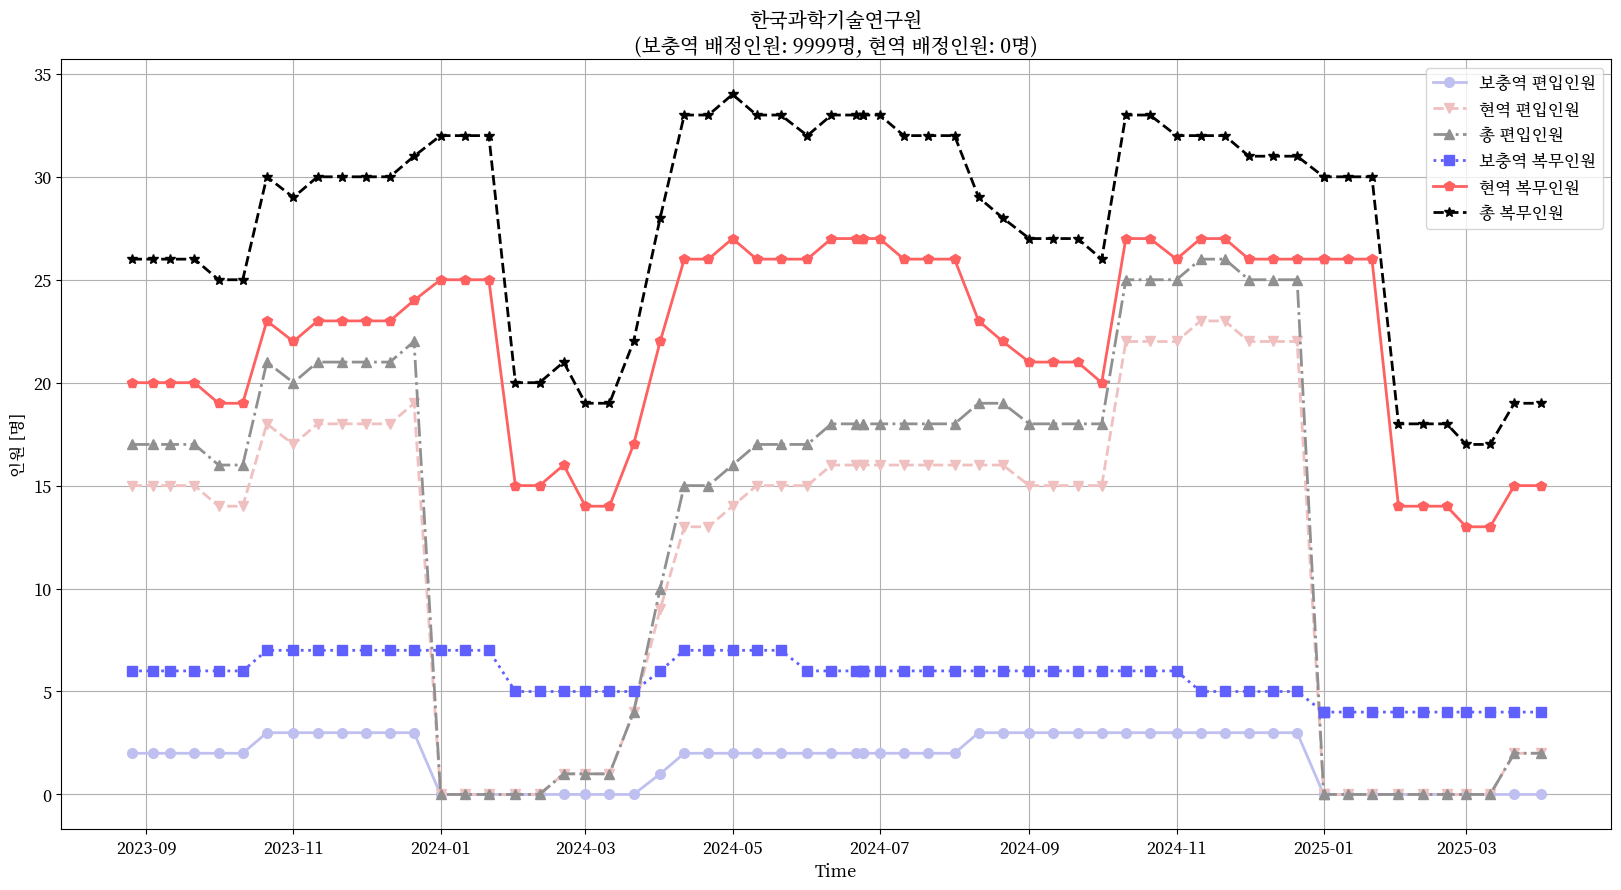 한국과학기술연구원
(보충역 배정인원: 9999명, 현역 배정인원: 0명)
보충역 편입인원
현역 편입인원
총 편입인원
보충역 복무인원
현역 복무인원
총 복무인원
인원 [명]
35
30
25
20
15
10
5
0
2023-09
2023-11
2024-01
2024-03
2024-05
2024-07
2024-09
2024-11
2025-01
2025-03
Time